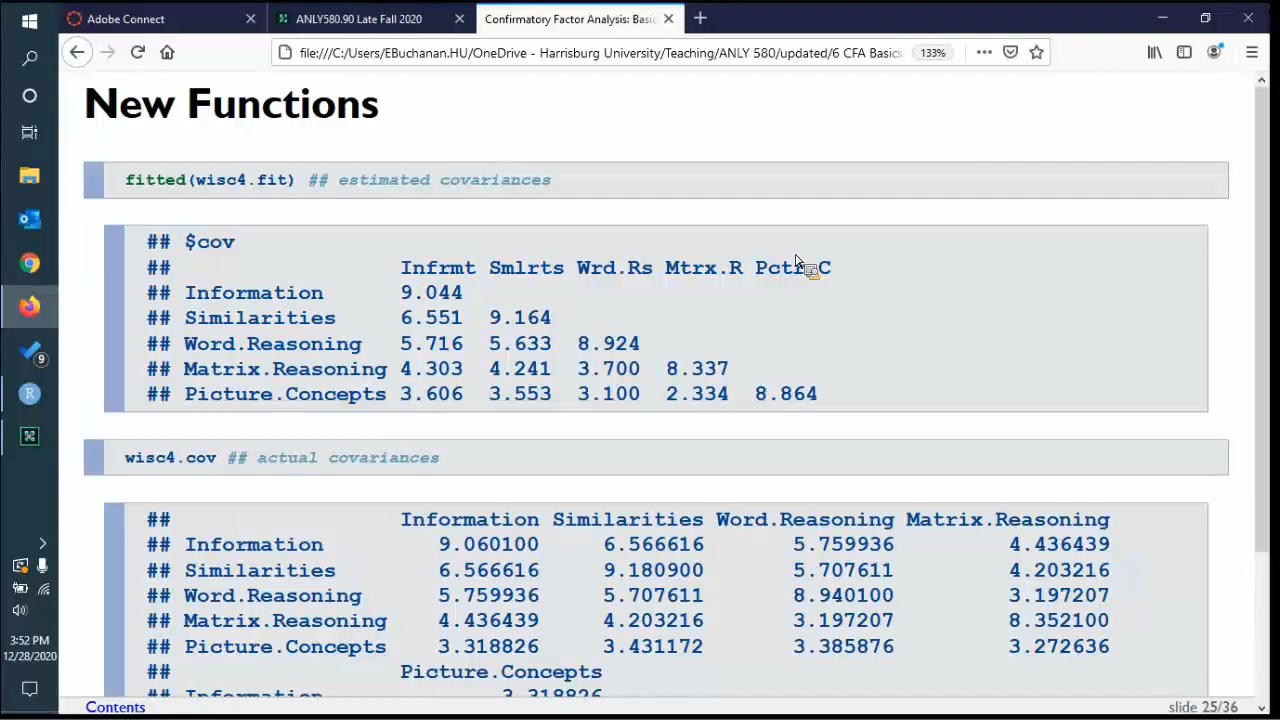 Adobe Connect
ANLY580.90 Late Fall 2020
Confirmatory Factor Analysis: Basic
file:///C:/Users/EBuchanan.HU/OneDrive - Harrisburg University/Teaching/ANLY 580/updated/6 CFA Basics
133%
New Functions
fitted(wisc4.fit) ## estimated covariances
## $cov
## Infrmt Smlrts Wrd.Rs Mtrx.R Pctr.C
## Information 9.044
## Similarities 6.551 9.164
## Word.Reasoning 5.716 5.633 8.924
## Matrix.Reasoning 4.303 4.241 3.700 8.337
## Picture.Concepts 3.606 3.553 3.100 2.334 8.864
wisc4.cov ## actual covariances
## Information Similarities Word.Reasoning Matrix.Reasoning
## Information 9.060100 6.566616 5.759936 4.436439
## Similarities 6.566616 9.180900 5.707611 4.203216
## Word.Reasoning 5.759936 5.707611 8.940100 3.197207
## Matrix.Reasoning 4.436439 4.203216 3.197207 8.352100
## Picture.Concepts 3.318826 3.431172 3.385876 3.272636
## Picture.Concepts
## Information 3.318826
Contents
slide 25/36
9
R
3:52 PM
12/28/2020